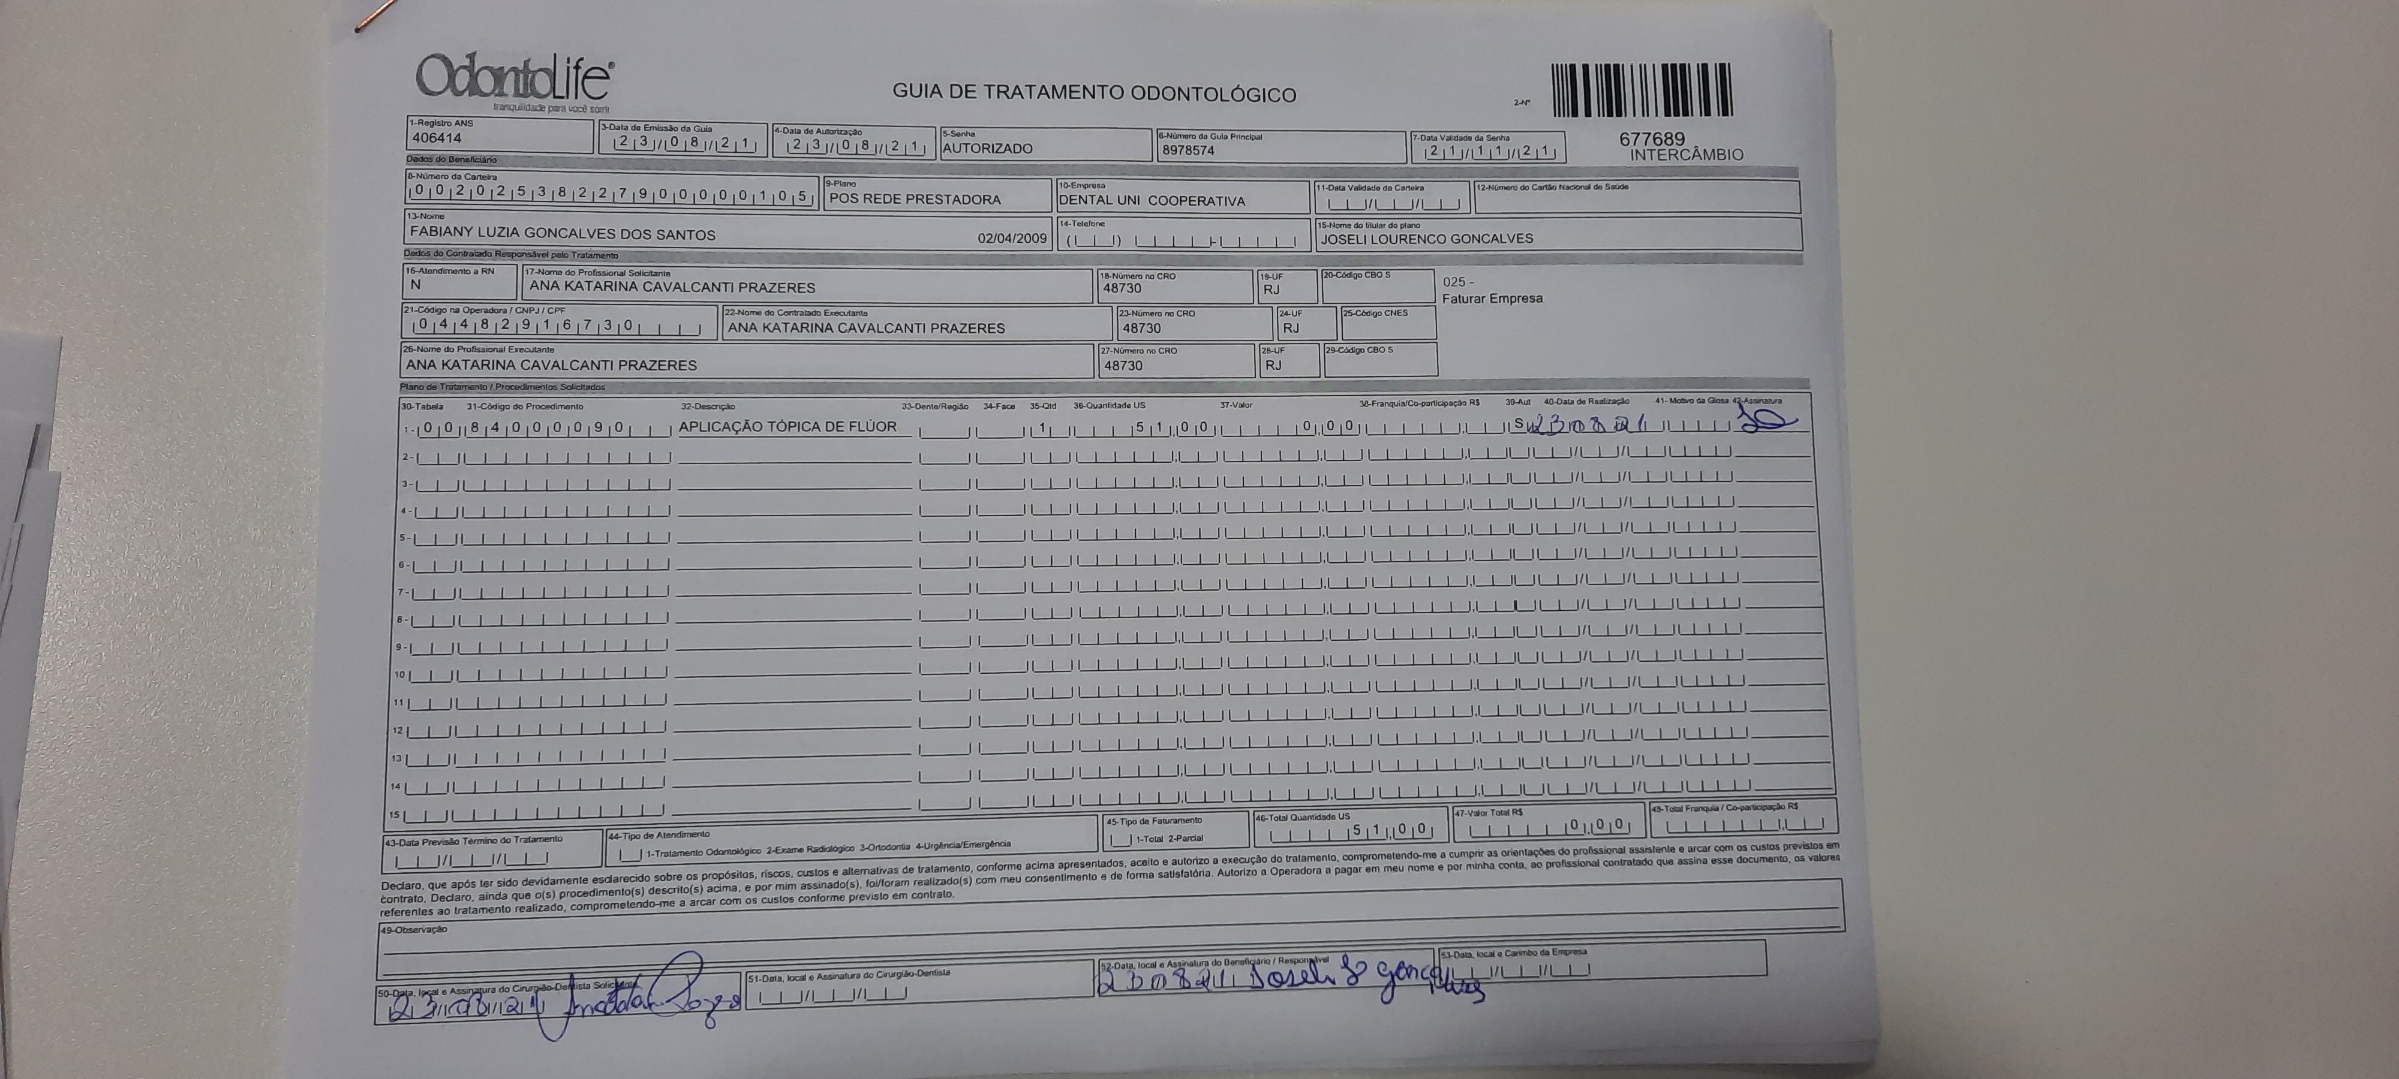 OdontoLife®
tranquilidade para você sorrir
GUIA DE TRATAMENTO ODONTOLÓGICO
2-Nº
677689
INTERCÂMBIO
1-Registro ANS
406414
3-Data de Emissão da Guia
23/08/21
4-Data de Autorização
23/08/21
5-Senha
AUTORIZADO
6-Número da Guia Principal
8978574
7-Data Validade da Senha
21/11/21
Dados do Beneficiário
8-Número da Carteira
00202538227900000105
9-Plano
POS REDE PRESTADORA
10-Empresa
DENTAL UNI COOPERATIVA
11-Data Validade da Carteira
12-Número do Cartão Nacional de Saúde
13-Nome
FABIANY LUZIA GONCALVES DOS SANTOS 02/04/2009
14-Telefone
15-Nome do titular do plano
JOSELI LOURENCO GONCALVES
Dados do Contratado Responsável pelo Tratamento
16-Atendimento a RN
N
17-Nome do Profissional Solicitante
ANA KATARINA CAVALCANTI PRAZERES
18-Número no CRO
48730
19-UF
RJ
20-Código CBO S
025 -
Faturar Empresa
21-Código na Operadora / CNPJ / CPF
04482916730
22-Nome do Contratado Executante
ANA KATARINA CAVALCANTI PRAZERES
23-Número no CRO
48730
24-UF
RJ
25-Código CNES
26-Nome do Profissional Executante
ANA KATARINA CAVALCANTI PRAZERES
27-Número no CRO
48730
28-UF
RJ
29-Código CBO S
Plano de Tratamento / Procedimentos Solicitados
30-Tabela 31-Código do Procedimento 32-Descrição 33-Dente/Região 34-Face 35-Qtd 36-Quantidade US 37-Valor 38-Franquia/Co-participação R$ 39-Aut 40-Data de Realização 41- Motivo da Glosa 42-Assinatura
1- 00 84000090 APLICAÇÃO TÓPICA DE FLÚOR 1 51,00 0,00 S 23 08 21
2-
3-
4-
5-
6-
7-
8-
9-
10
11
12
13
14
15
43-Data Previsão Término do Tratamento
44-Tipo de Atendimento
1-Tratamento Odontológico 2-Exame Radiológico 3-Ortodontia 4-Urgência/Emergência
45-Tipo de Faturamento
1-Total 2-Parcial
46-Total Quantidade US
51,00
47-Valor Total R$
0,00
48-Total Franquia / Co-participação R$
Declaro, que após ter sido devidamente esclarecido sobre os propósitos, riscos, custos e alternativas de tratamento, conforme acima apresentados, aceito e autorizo a execução do tratamento, comprometendo-me a cumprir as orientações do profissional assistente e arcar com os custos previstos em
contrato. Declaro, ainda que o(s) procedimento(s) descrito(s) acima, e por mim assinado(s), foi/foram realizado(s) com meu consentimento e de forma satisfatória. Autorizo a Operadora a pagar em meu nome e por minha conta, ao profissional contratado que assina esse documento, os valores
referentes ao tratamento realizado, comprometendo-me a arcar com os custos conforme previsto em contrato.
49-Observação
50-Data, local e Assinatura do Cirurgião-Dentista Solicitante
23/08/21
51-Data, local e Assinatura do Cirurgião-Dentista
52-Data, local e Assinatura do Beneficiário / Responsável
23 08 21 Joseli
53-Data, local e Carimbo da Empresa